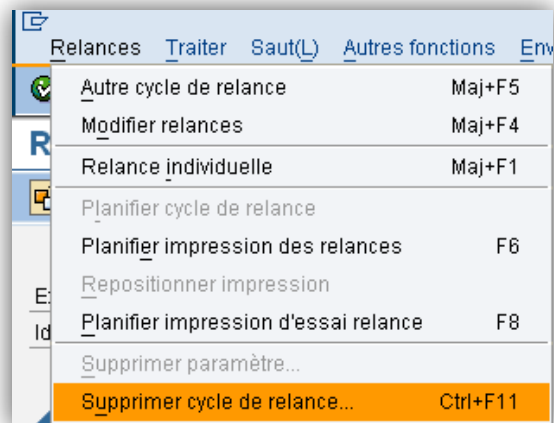 Relances Traiter Saut(L) Autres fonctions Env
Autre cycle de relance Maj+F5
Modifier relances Maj+F4
R
Relance individuelle Maj+F1
Planifier cycle de relance
Planifier impression des relances F6
Repositionner impression
E
Planifier impression d'essai relance F8
Id
Supprimer paramètre...
Supprimer cycle de relance... Ctrl+F11